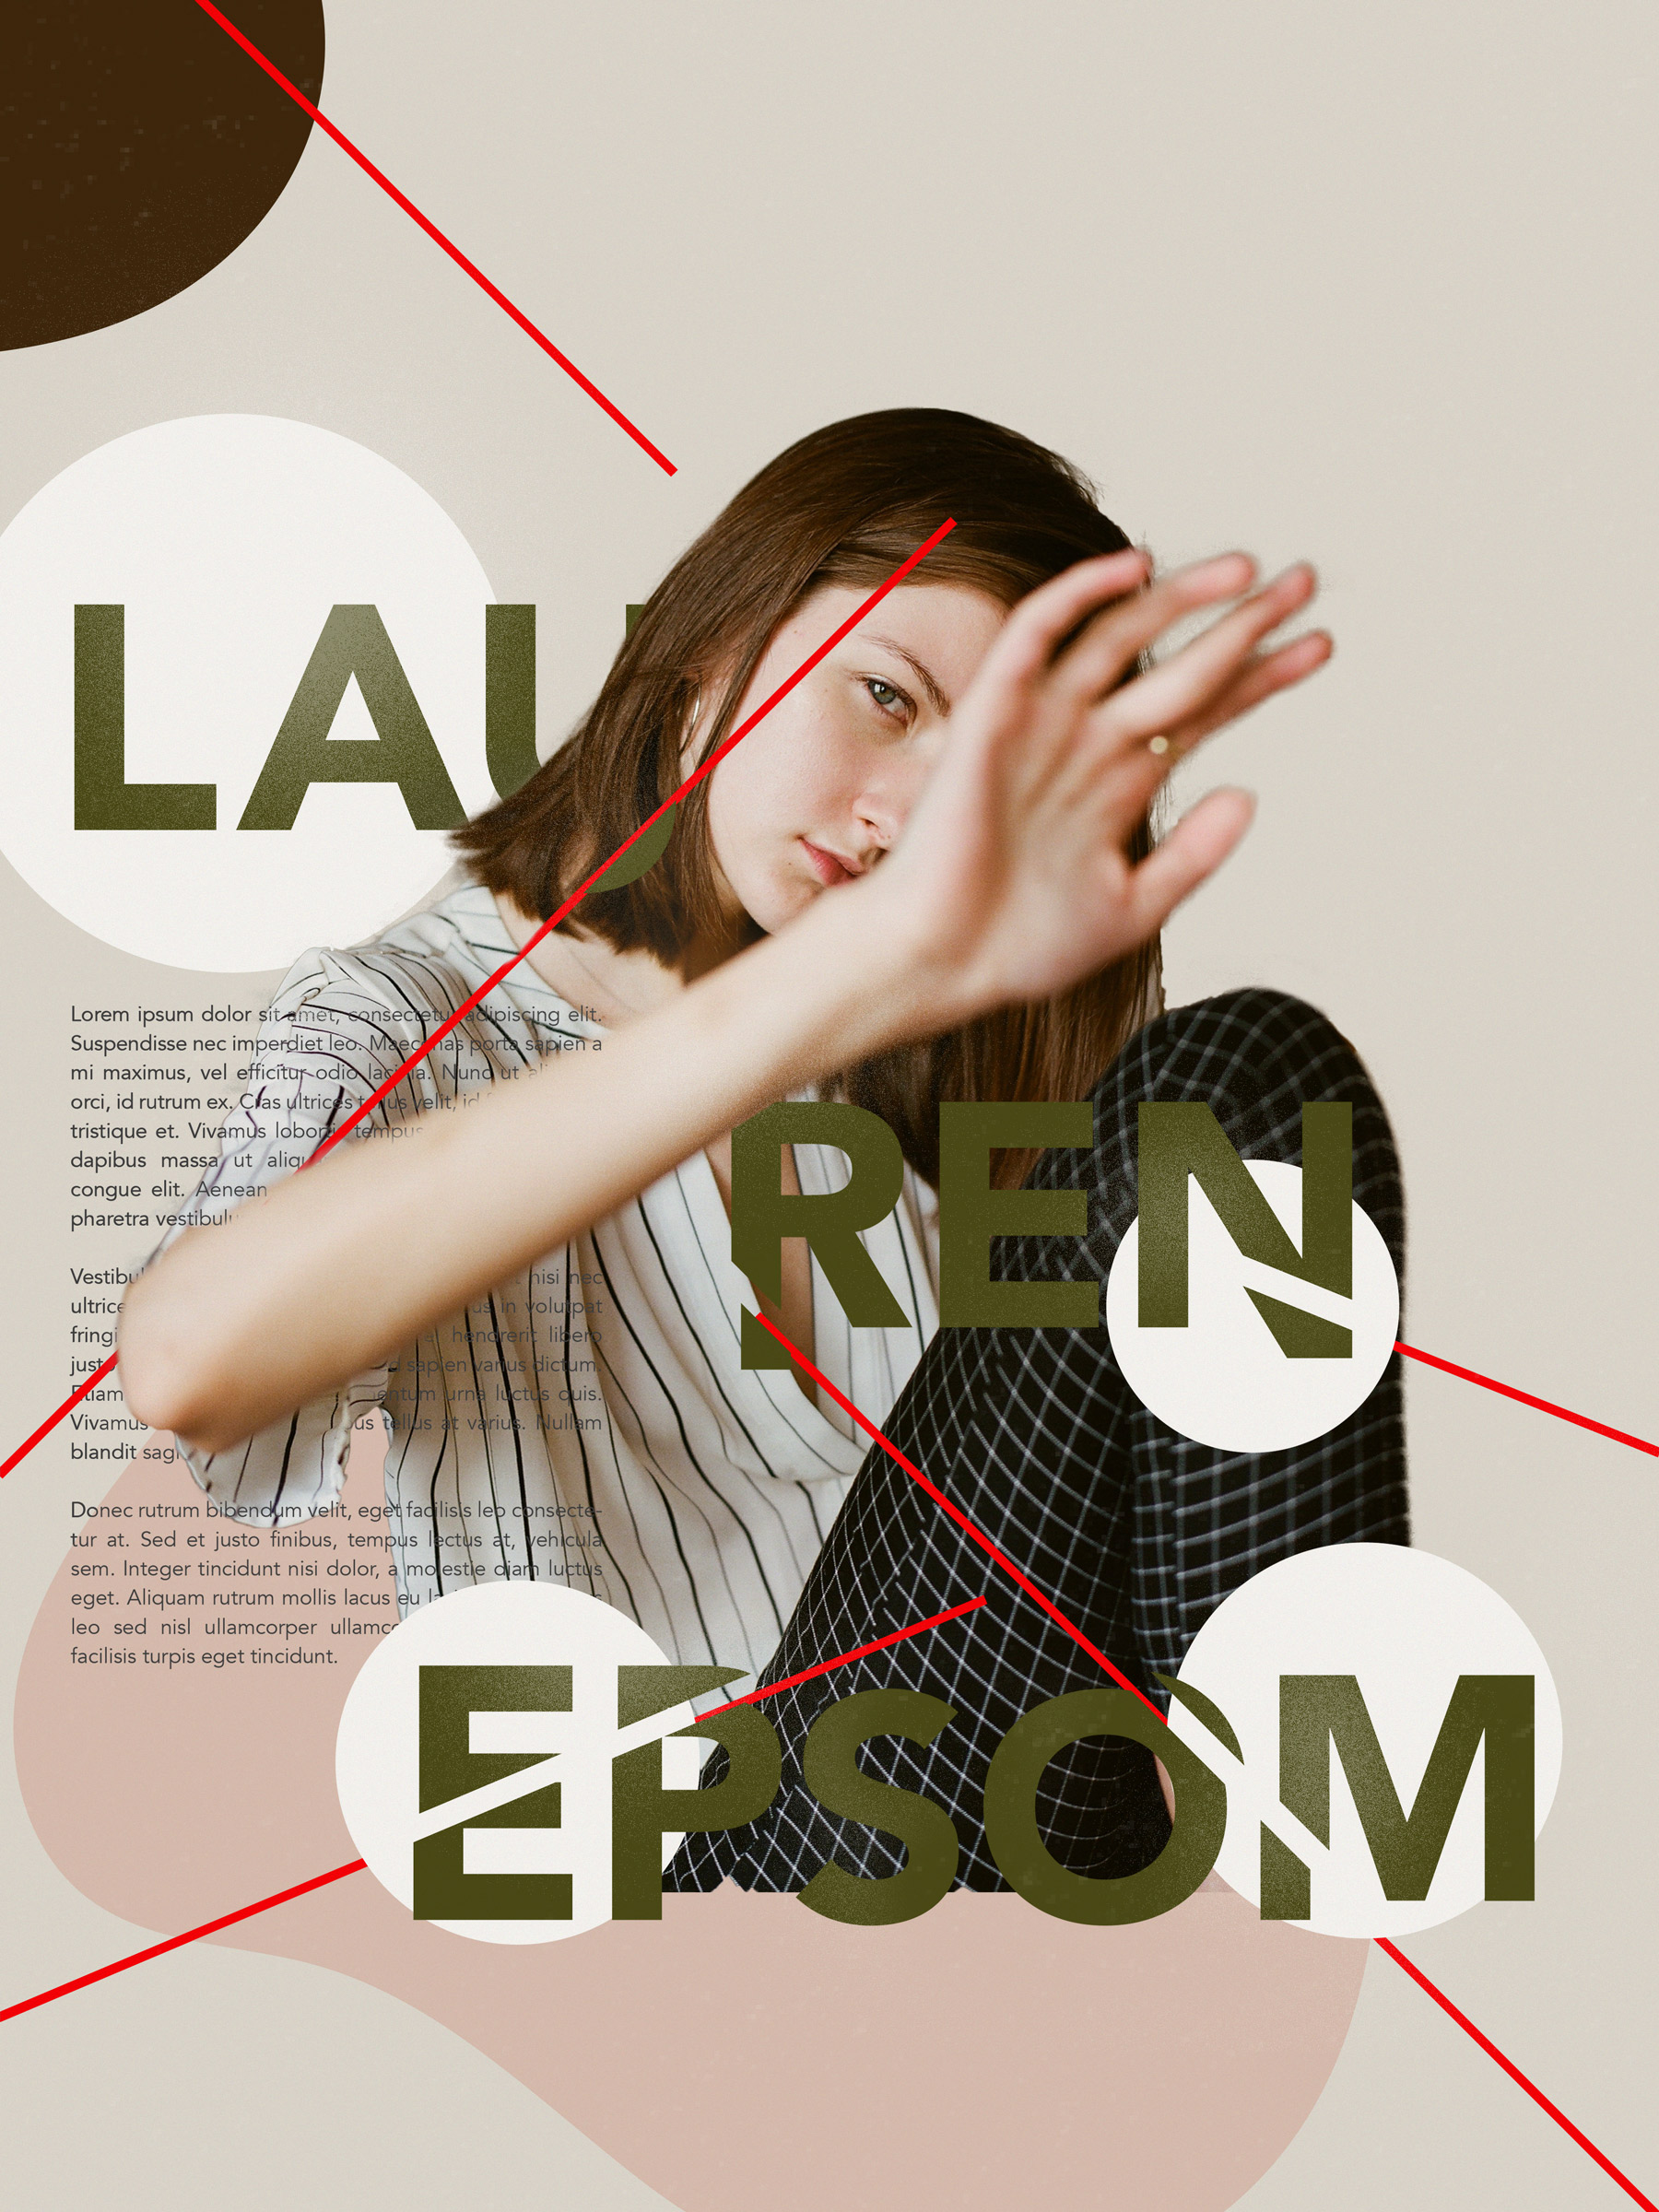 LAU
Lorem ipsum dolor sit amet, consectetur adipiscing elit.
Suspendisse nec imperdiet leo. Maecenas porta sapien a
mi maximus, vel efficitur odio lacinia. Nunc ut
orci, id rutrum ex. Cras ultrices tellus velit, id
tristique et. Vivamus lobortis tempus
dapibus massa ut
congue elit. Aenean
pharetra
nisi nec
in volutpat
hendrerit libero
justo sapien varius dictum.
Etiam urna luctus quis.
Vivamus tellus at varius. Nullam
blandit
Donec rutrum bibendum velit, eget facilisis leo consecte-
tur at. Sed et justo finibus, tempus lectus at, vehicula
sem. Integer tincidunt nisi dolor, a molestie diam luctus
eget. Aliquam rutrum mollis lacus eu
leo sed nisl ullamcorper
facilisis turpis eget tincidunt.
REN
EPSOM